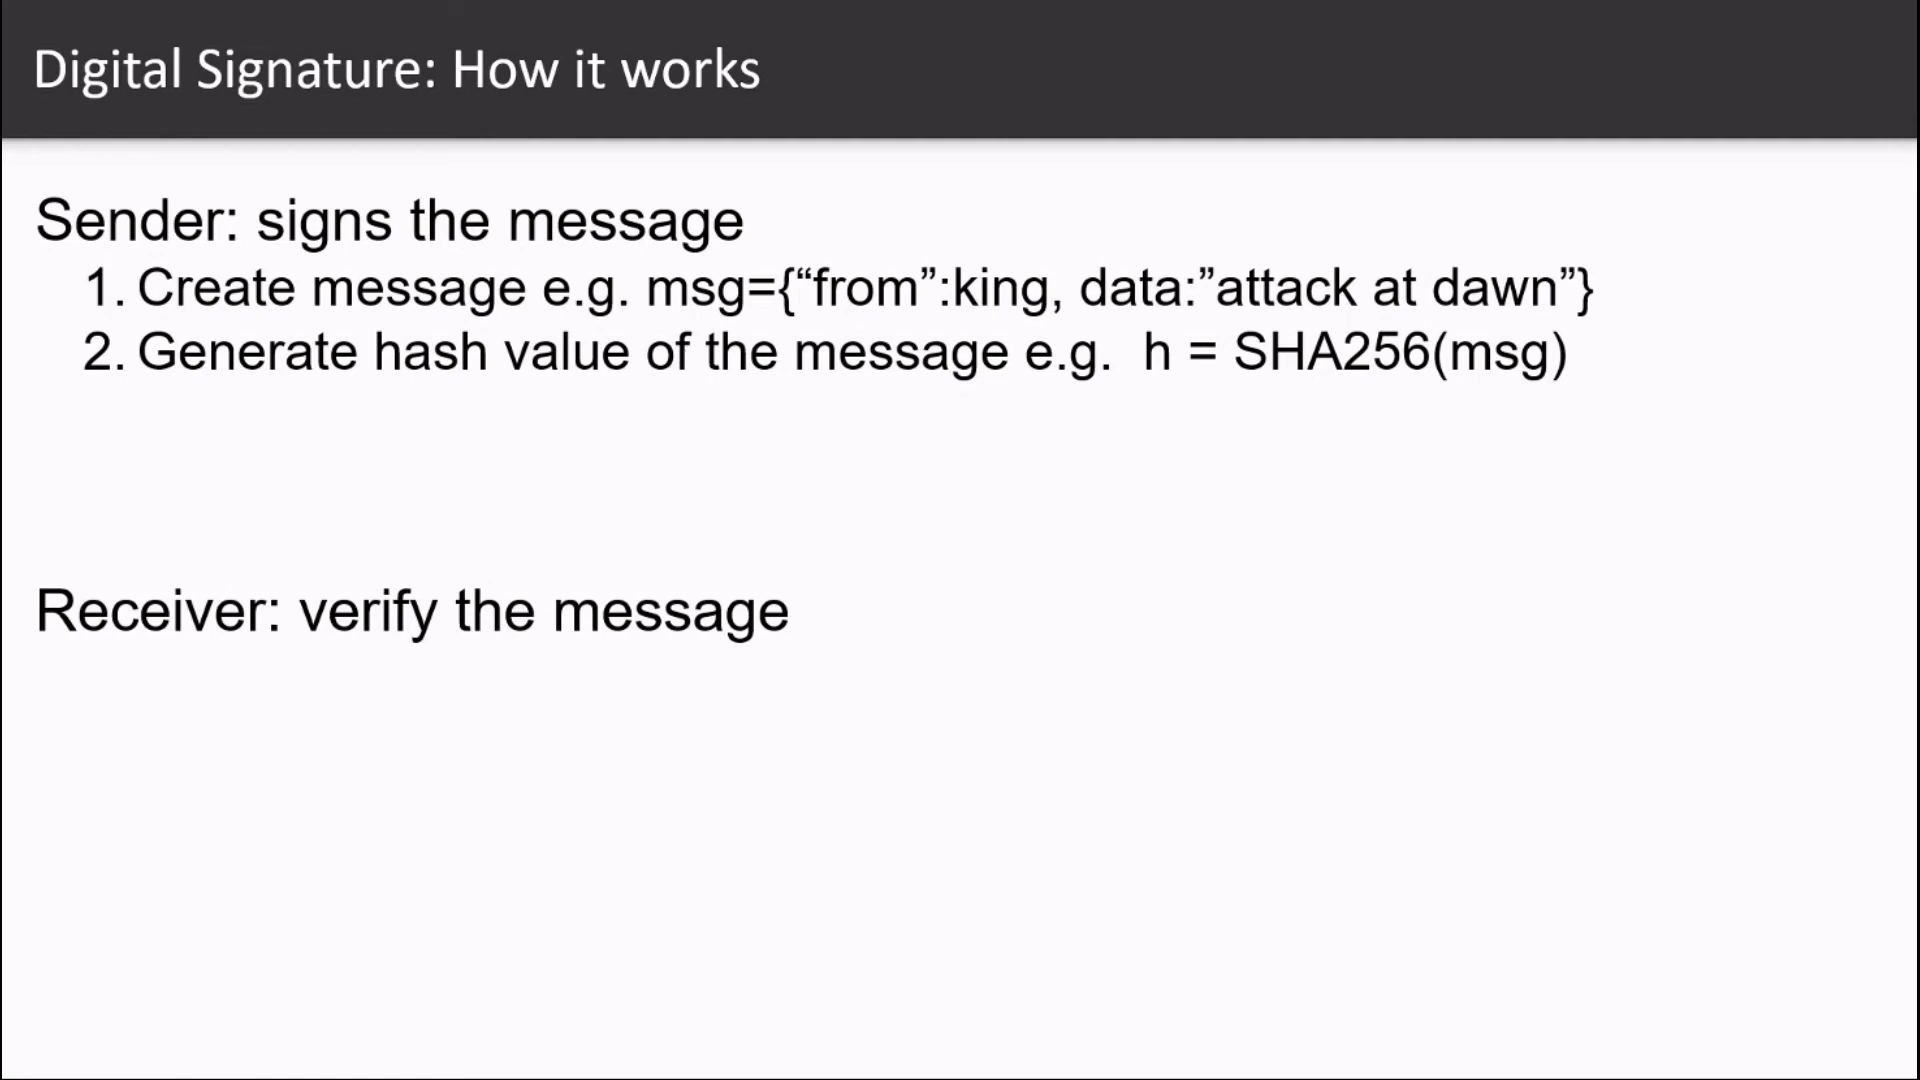 Digital Signature: How it works
Sender: signs the message
1. Create message e.g. msg={“from”:king, data:”attack at dawn”}
2. Generate hash value of the message e.g. h = SHA256(msg)
Receiver: verify the message